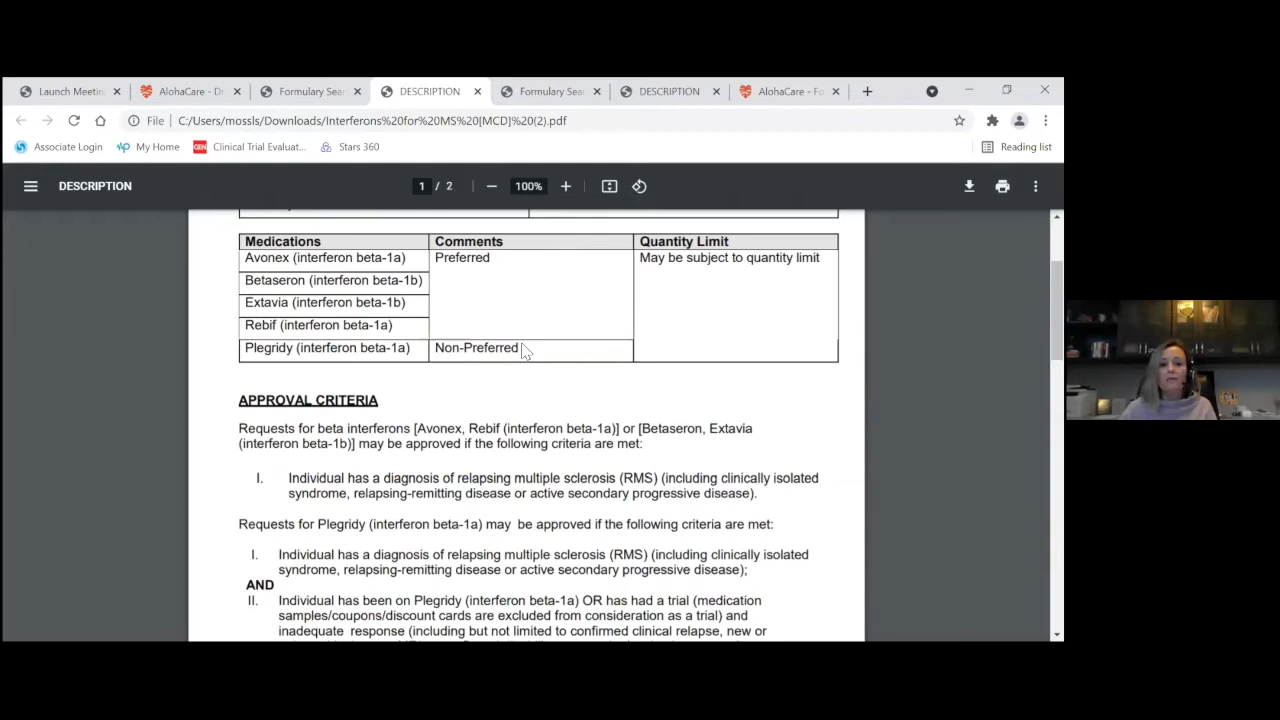 Launch Meetin
AlohaCare - D
Formulary Sea
DESCRIPTION
Formulary Sea
DESCRIPTION
AlohaCare - Fo
File
C:/Users/mossls/Downloads/Interferons%20for%20MS%20[MCD]%20(2).pdf
Associate Login
My Home
GEN
Clinical Trial Evaluat...
Stars 360
Reading list
DESCRIPTION
1 / 2
100%
Medications Comments Quantity Limit
Avonex (interferon beta-1a) Preferred May be subject to quantity limit
Betaseron (interferon beta-1b)
Extavia (interferon beta-1b)
Rebif (interferon beta-1a)
Plegridy (interferon beta-1a) Non-Preferred
APPROVAL CRITERIA
Requests for beta interferons [Avonex, Rebif (interferon beta-1a)] or [Betaseron, Extavia
(interferon beta-1b)] may be approved if the following criteria are met:
I. Individual has a diagnosis of relapsing multiple sclerosis (RMS) (including clinically isolated
syndrome, relapsing-remitting disease or active secondary progressive disease).
Requests for Plegridy (interferon beta-1a) may be approved if the following criteria are met:
I. Individual has a diagnosis of relapsing multiple sclerosis (RMS) (including clinically isolated
syndrome, relapsing-remitting disease or active secondary progressive disease);
AND
II. Individual has been on Plegridy (interferon beta-1a) OR has had a trial (medication
samples/coupons/discount cards are excluded from consideration as a trial) and
inadequate response (including but not limited to confirmed clinical relapse, new or